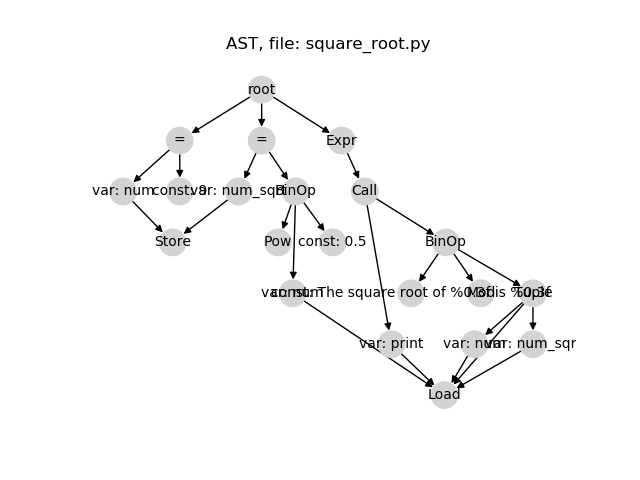 AST, file: square_root.py
root
=
=
Expr
var: num
const: 9
var: num_sqrt
BinOp
Call
Store
Pow
const: 0.5
BinOp
var: num
const: The square root of %0.3f is %0.3f
Mod
Tuple
var: print
var: num
var: num_sqr
Load